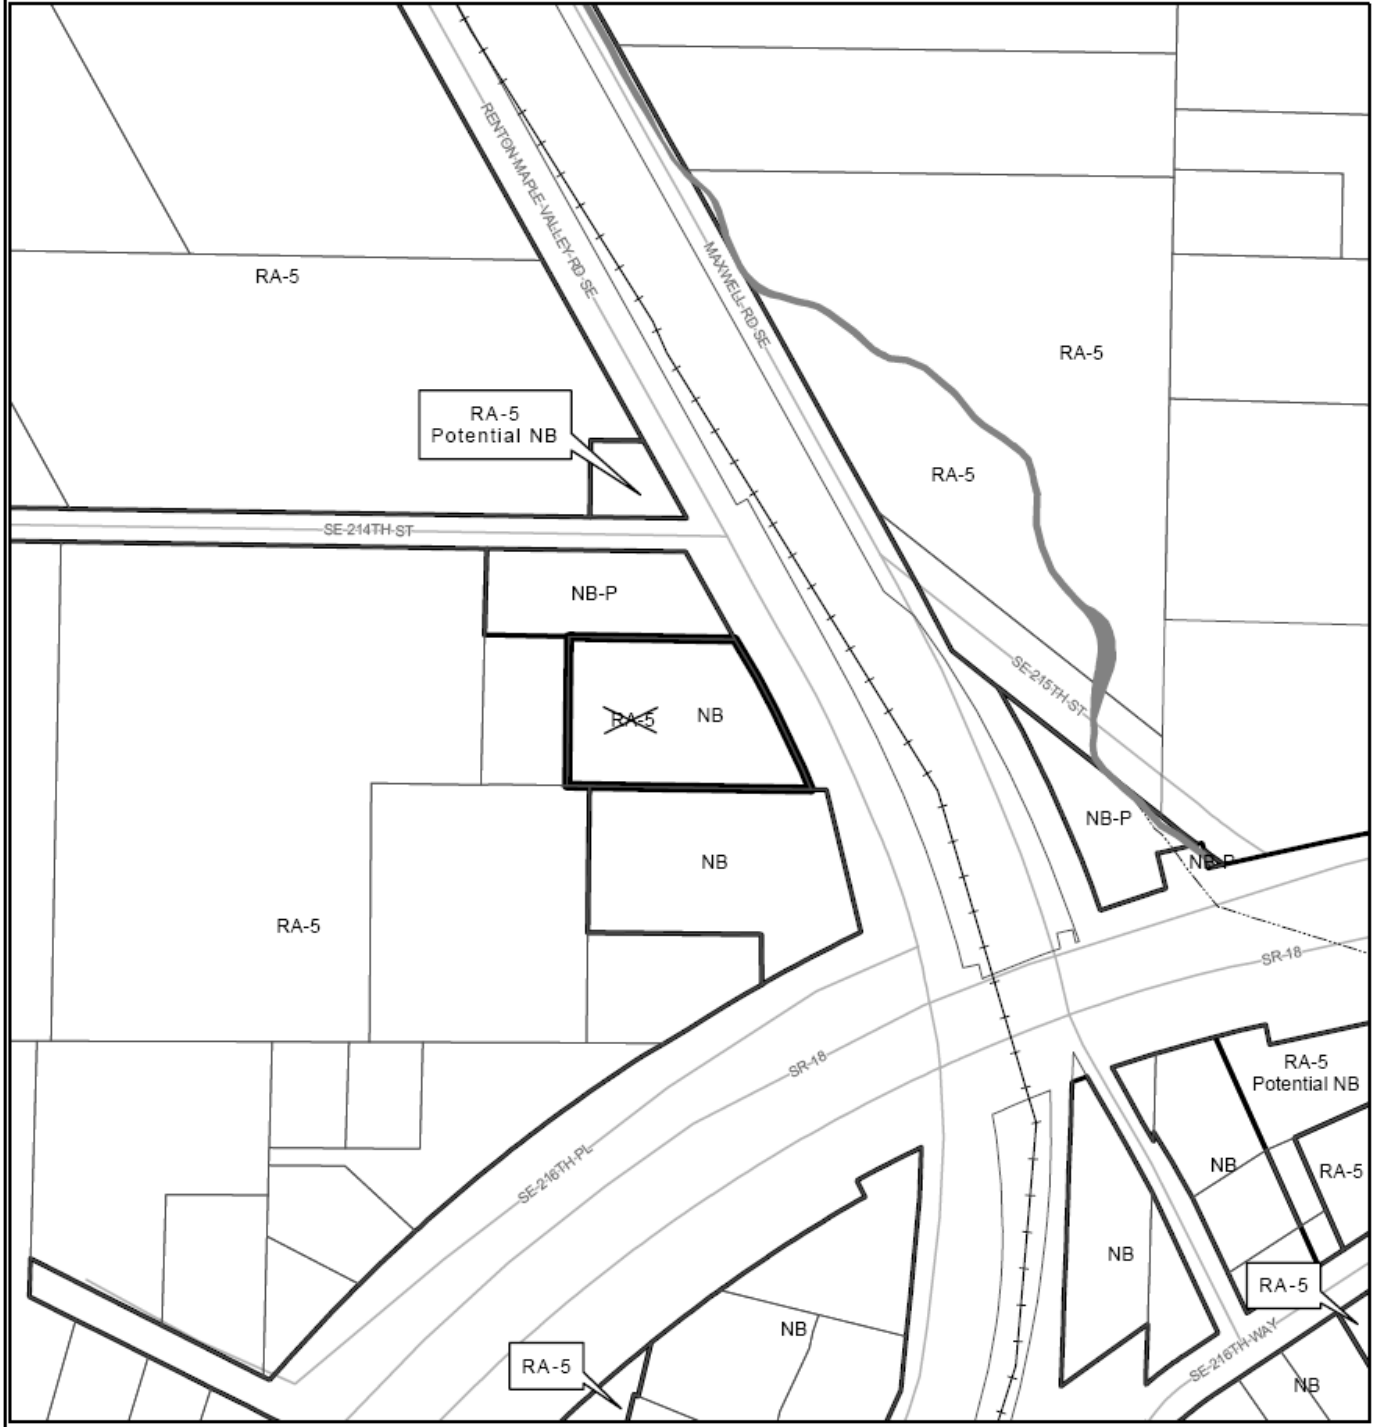 RENTON-MAPLE-VALLEY-RD-SE
MAXWELL-RD-SE
RA-5
RA-5
RA-5
Potential NB
RA-5
SE-214TH-ST
NB-P
SE-215TH-ST
RA-5
NB
NB-P
NB
NB-P
RA-5
SR-18
SR-18
RA-5
Potential NB
SE-216TH-PL
NB
RA-5
NB
RA-5
NB
RA-5
SE-216TH-WAY
NB